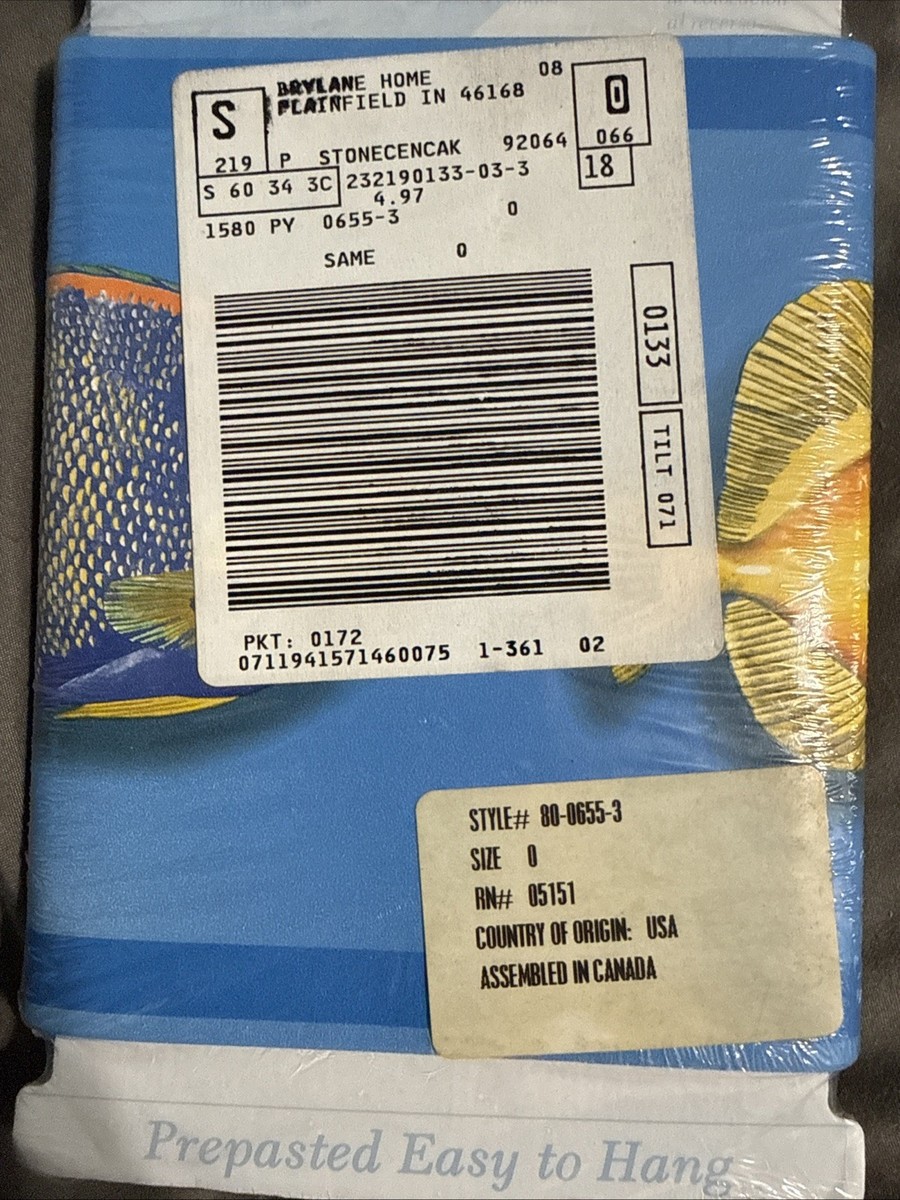 al reverso
BRYLANE HOME 08
PLAINFIELD IN 46168
S
219
P STONECENCAK 92064
0
066
18
S 60 34 3C
232190133-03-3
4.97
1580 PY 0655-3 0
SAME 0
0133
TILT 071
PKT: 0172
0711941571460075 1-361 02
STYLE# 80-0655-3
SIZE 0
RN# 05151
COUNTRY OF ORIGIN: USA
ASSEMBLED IN CANADA
Prepasted Easy to Hang